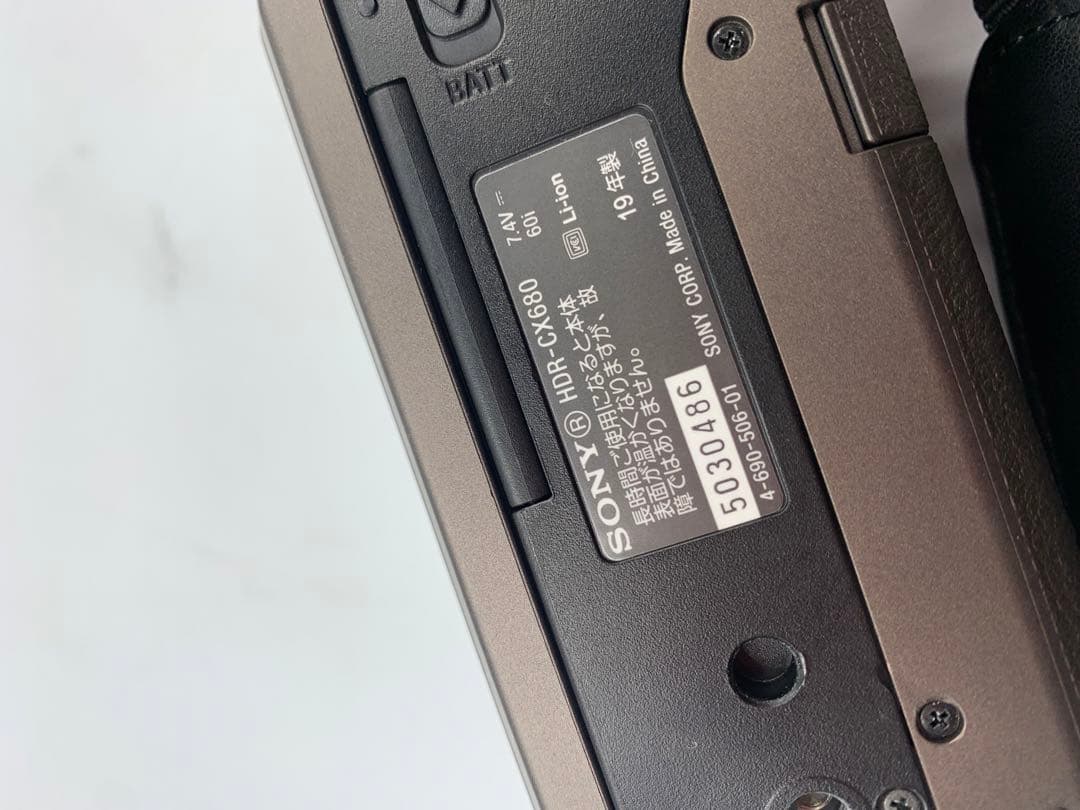 BATT
SONY® HDR-CX680 7.4V ⎓
60i
長時間ご使用になると本体
表面が温かくなりますが、故
障ではありません。
Li-ion
19年製
5030486 SONY CORP. Made in China
4-690-506-01